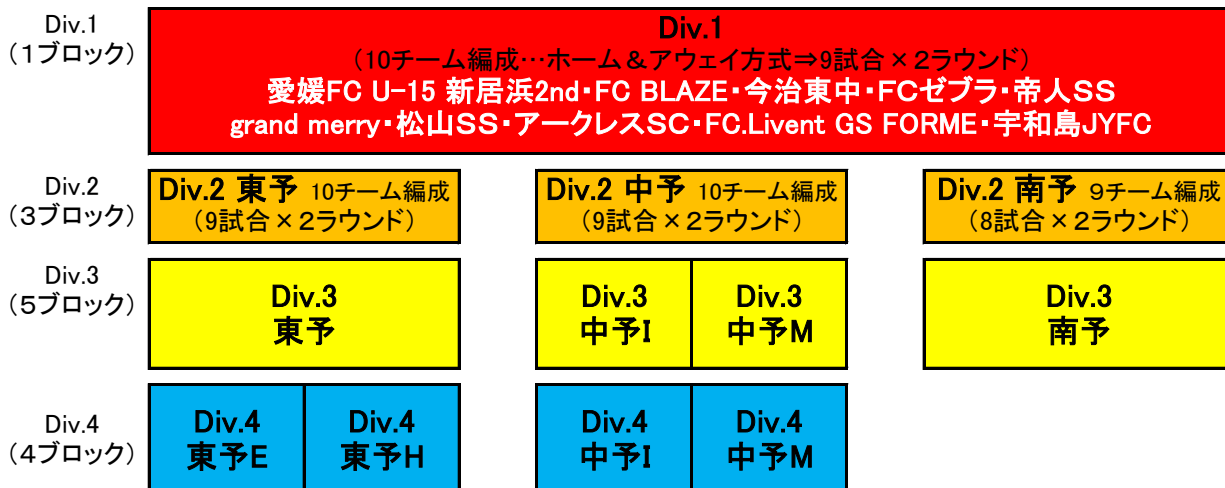 Div.1
(1ブロック)
Div.1
(10チーム編成…ホーム&アウェイ方式⇒9試合×2ラウンド)
愛媛FC U-15 新居浜2nd・FC BLAZE・今治東中・FCゼブラ・帝人SS
grand merry・松山SS・アークレスSC・FC.Livent GS FORME・宇和島JYFC
Div.2
(3ブロック)
Div.2 東予 10チーム編成
(9試合×2ラウンド)
Div.2 中予 10チーム編成
(9試合×2ラウンド)
Div.2 南予 9チーム編成
(8試合×2ラウンド)
Div.3
(5ブロック)
Div.3
東予
Div.3
中予I
Div.3
中予M
Div.3
南予
Div.4
(4ブロック)
Div.4
東予E
Div.4
東予H
Div.4
中予I
Div.4
中予M